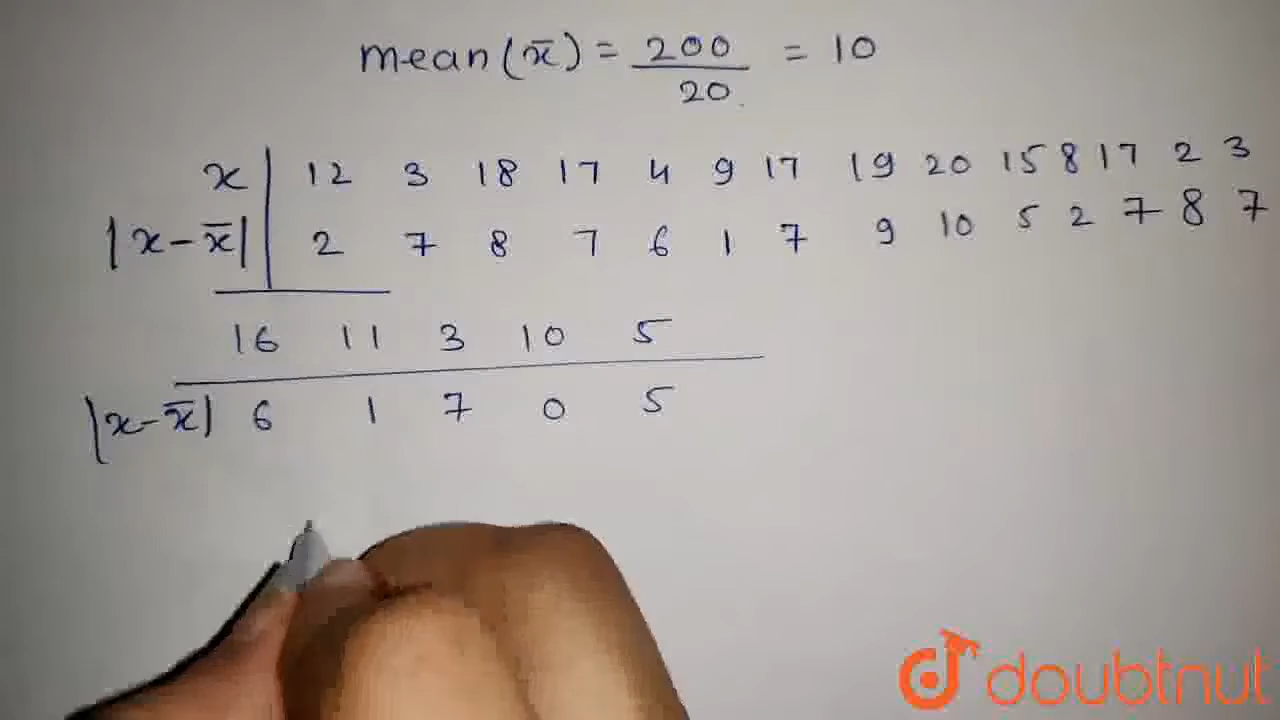 mean(x̄) = 200/20 = 10
x | 12 3 18 17 4 9 17 19 20 15 8 17 2 3
|x-x̄| | 2 7 8 7 6 1 7 9 10 5 2 7 8 7
16 11 3 10 5
|x-x̄| 6 1 7 0 5
doubtnut